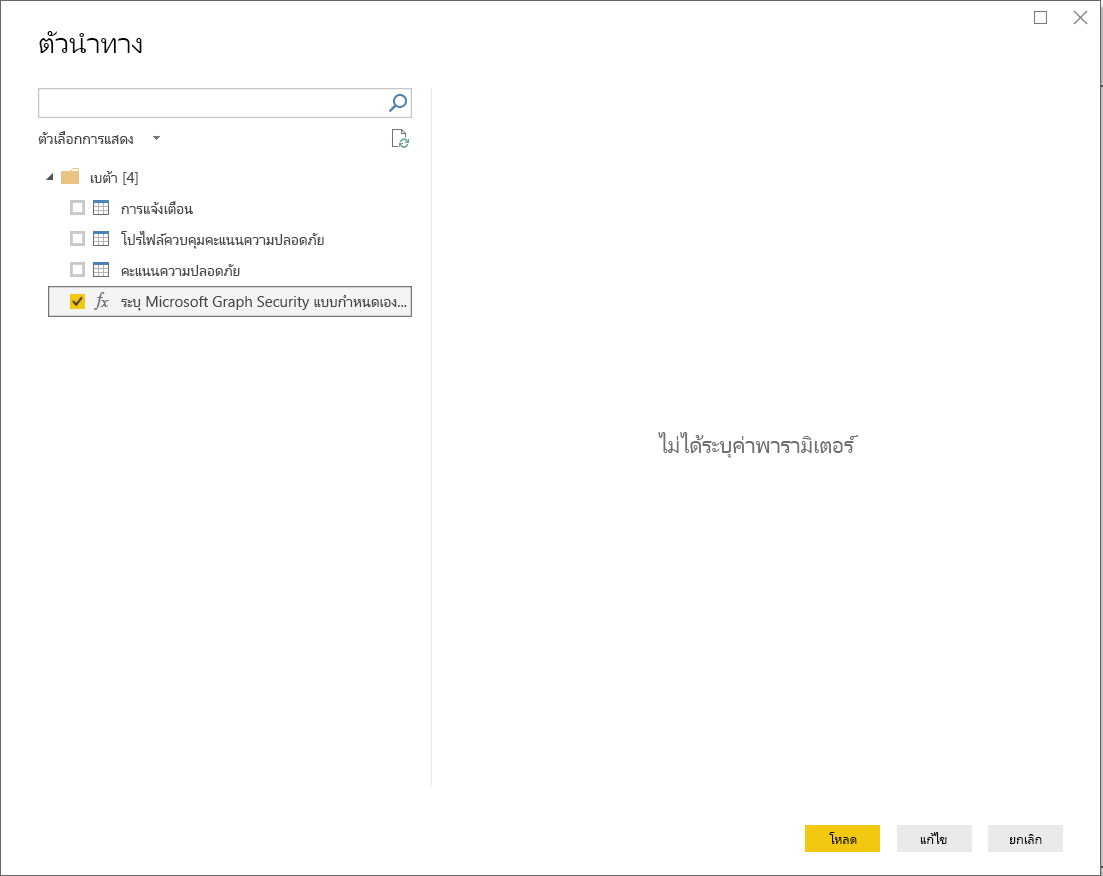 ตัวนำทาง
ตัวเลือกการแสดง
เบต้า [4]
การแจ้งเตือน
โปรไฟล์ควบคุมคะแนนความปลอดภัย
คะแนนความปลอดภัย
fx ระบุ Microsoft Graph Security แบบกำหนดเอง...
ไม่ได้ระบุค่าพารามิเตอร์
โหลด แก้ไข ยกเลิก